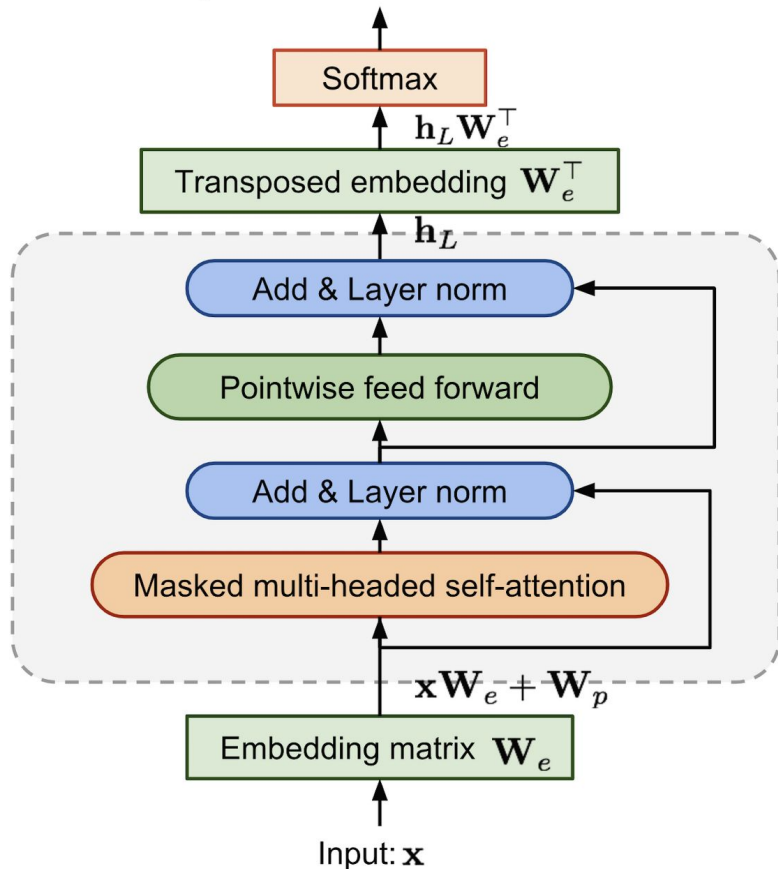 Softmax
h_L W_e^⊤
Transposed embedding W_e^⊤
h_L
Add & Layer norm
Pointwise feed forward
Add & Layer norm
Masked multi-headed self-attention
xW_e + W_p
Embedding matrix W_e
Input: x